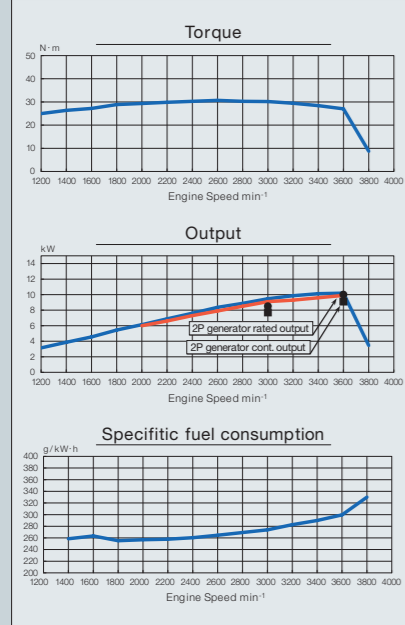 Torque
N·m
50
40
30
20
10
0
1200 1400 1600 1800 2000 2200 2400 2600 2800 3000 3200 3400 3600 3800 4000
Engine Speed min-1
Output
kW
14
12
10
8
6
4
2
0
2P generator rated output
2P generator cont. output
1200 1400 1600 1800 2000 2200 2400 2600 2800 3000 3200 3400 3600 3800 4000
Engine Speed min-1
Specifitic fuel consumption
g/kW·h
400
380
360
340
320
300
280
260
240
220
200
1200 1400 1600 1800 2000 2200 2400 2600 2800 3000 3200 3400 3600 3800 4000
Engine Speed min-1